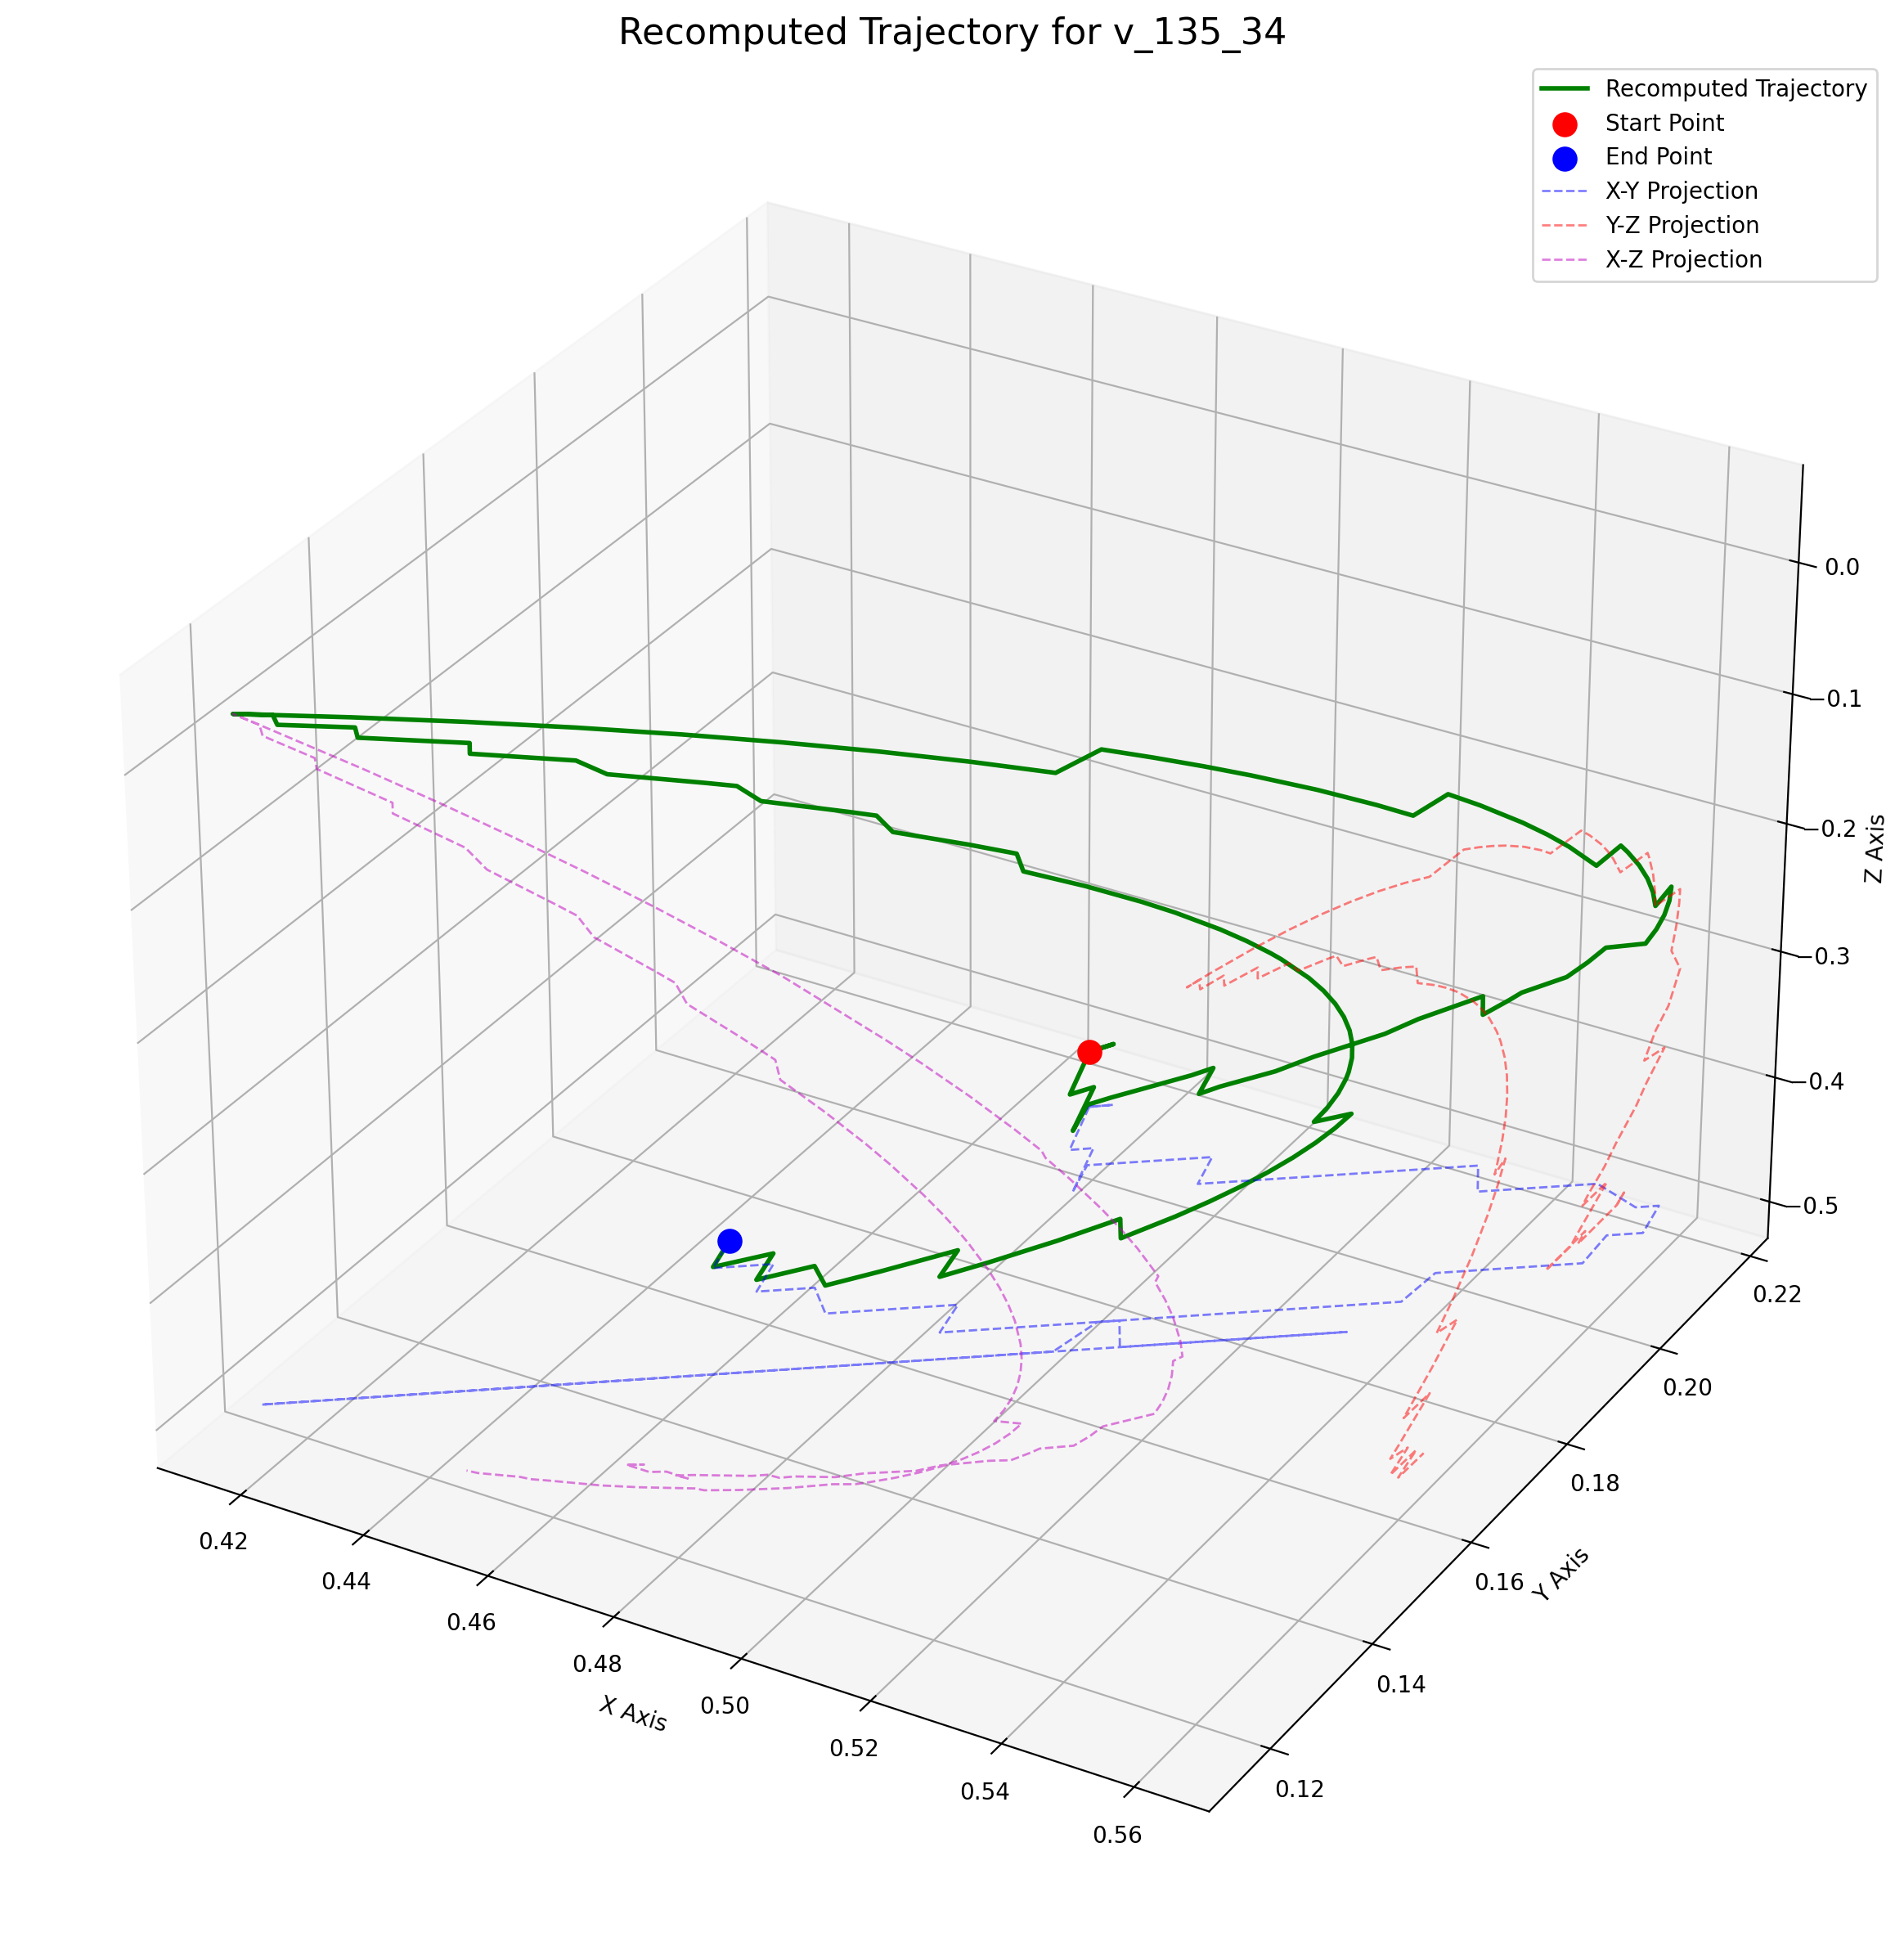 Recomputed Trajectory for v_135_34
Recomputed Trajectory
Start Point
End Point
X-Y Projection
Y-Z Projection
X-Z Projection
0.0
0.1
0.2
0.3
0.4
0.5
Z Axis
0.22
0.20
0.18
0.16
0.14
0.12
Y Axis
0.42
0.44
0.46
0.48
0.50
0.52
0.54
0.56
X Axis